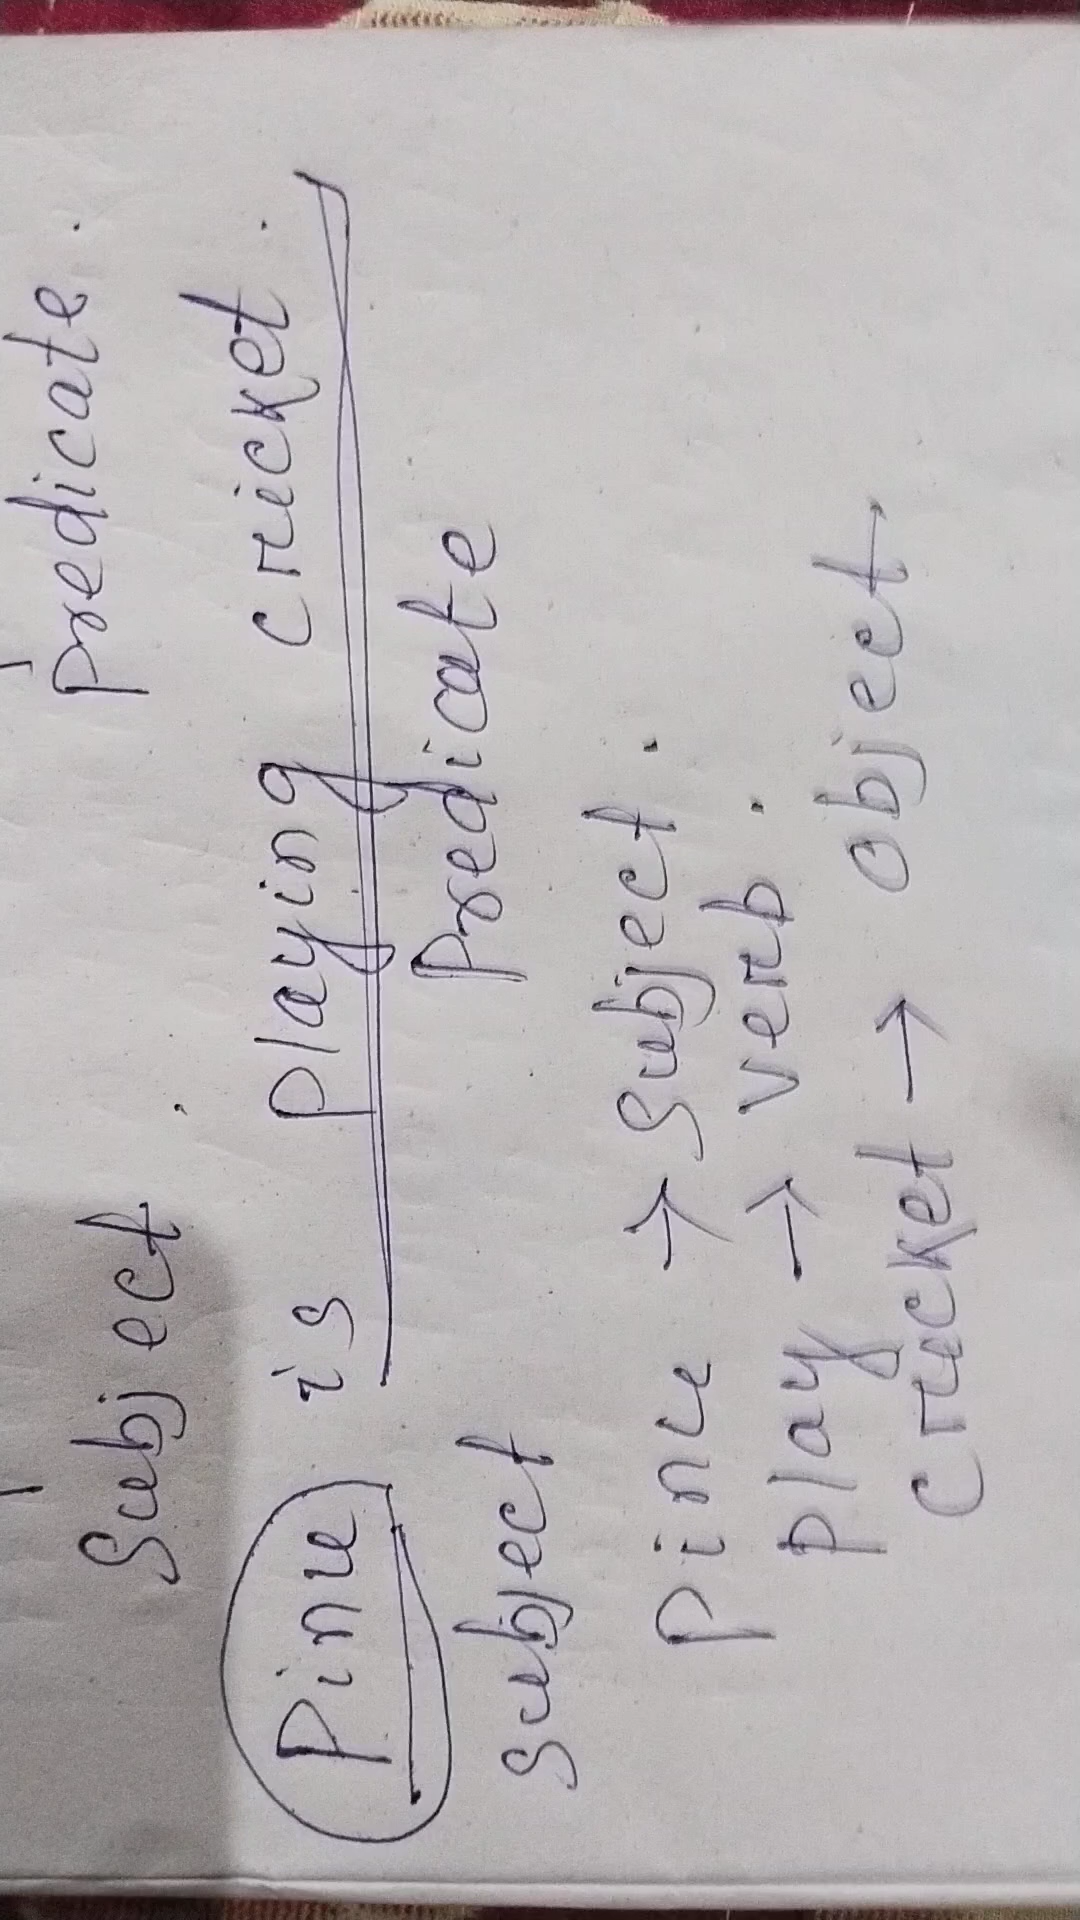 Subject Predicate.
Pinu is playing cricket.
subject Predicate
Pinu → Subject.
Play → verb.
cricket → object